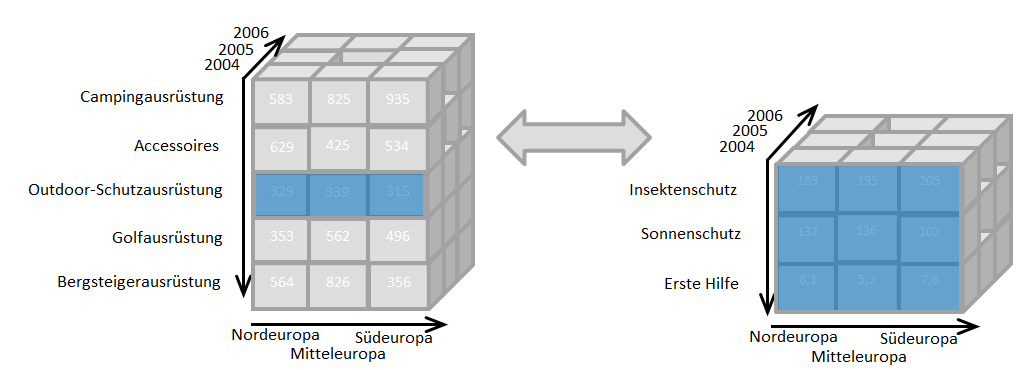 2006
2005
2004
Campingausrüstung 583 825 935
Accessoires 629 425 534
Outdoor-Schutzausrüstung 329 339 315
Golfausrüstung 353 562 496
Bergsteigerausrüstung 564 826 356
Nordeuropa Südeuropa
Mitteleuropa
2006
2005
2004
Insektenschutz 189 195 205
Sonnenschutz 132 136 102
Erste Hilfe 8,1 5,2 7,6
Nordeuropa Südeuropa
Mitteleuropa